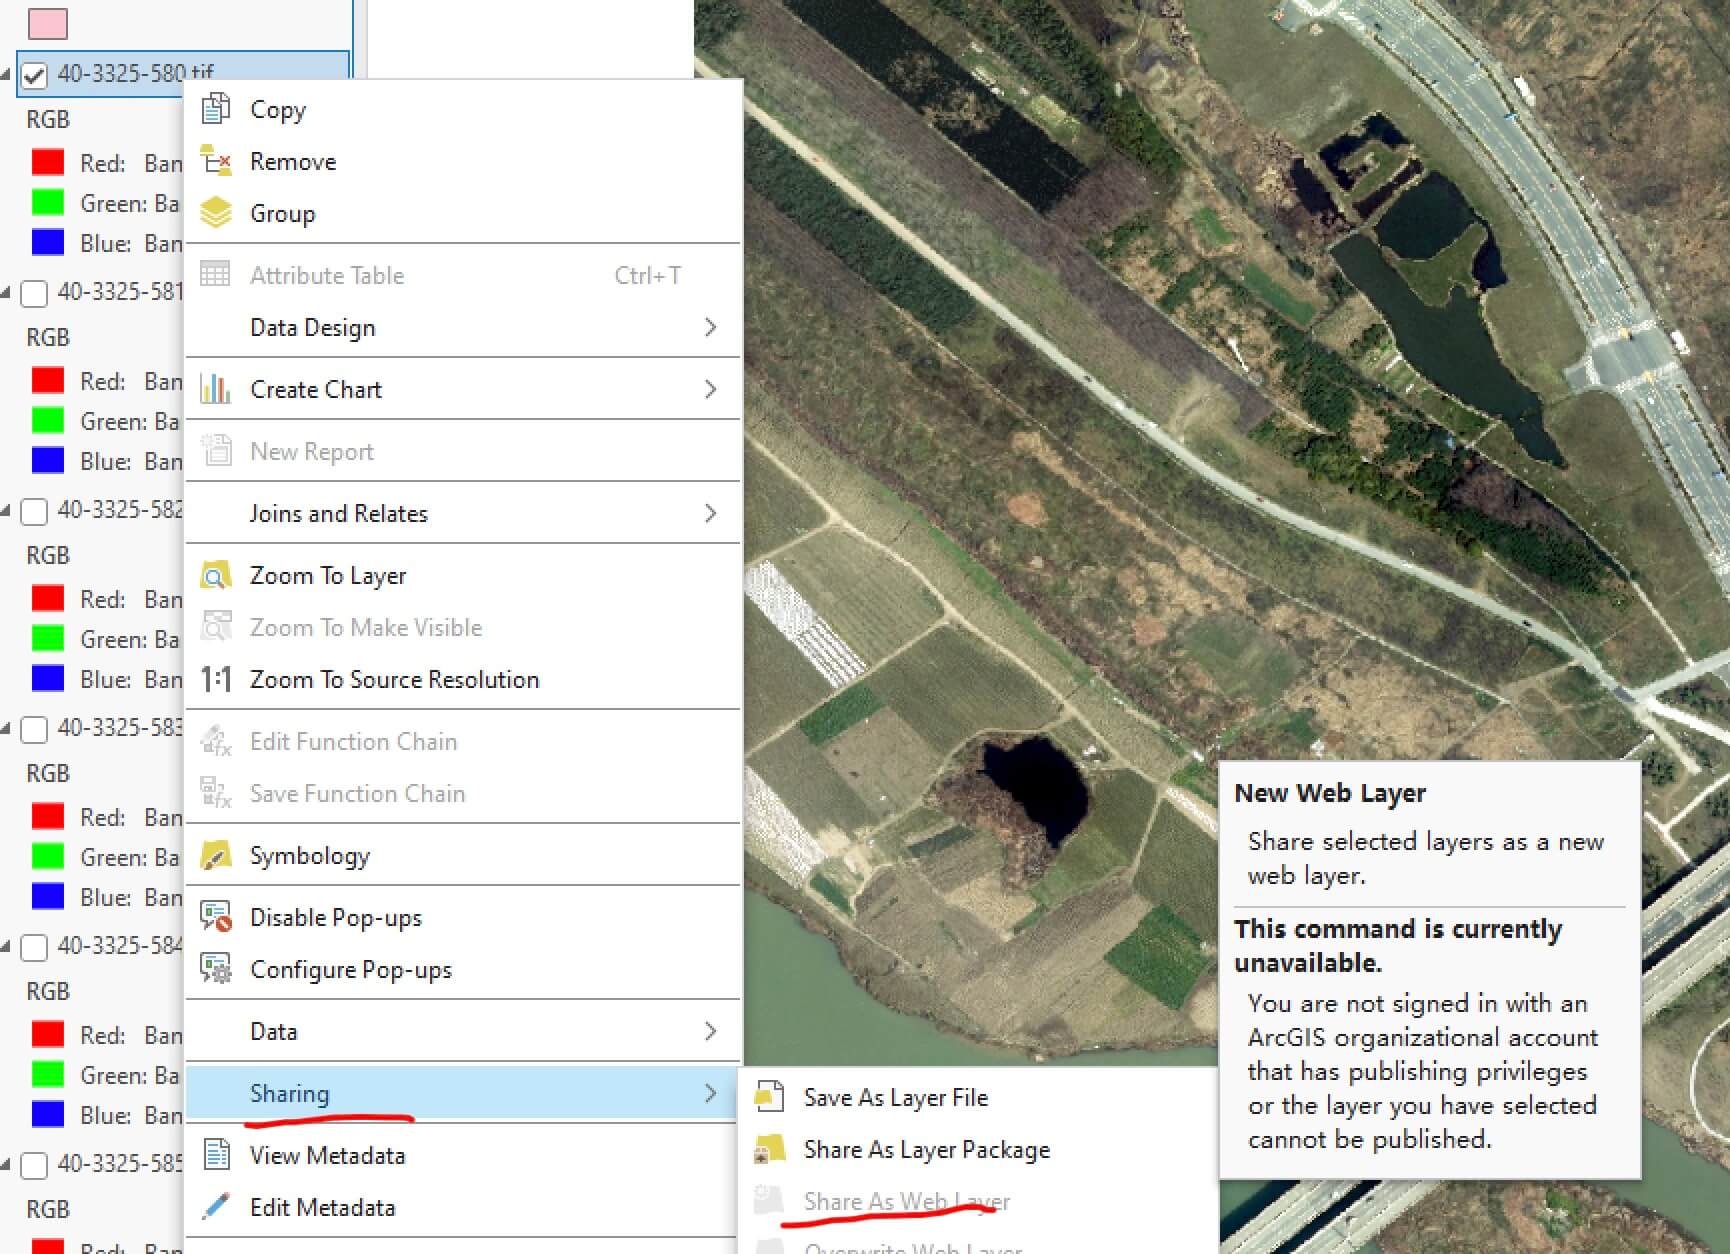 40-3325-580.tif
RGB
Red: Ban
Green: Ba
Blue: Ban
40-3325-581
RGB
Red: Ban
Green: Ba
Blue: Ban
40-3325-582
RGB
Red: Ban
Green: Ba
Blue: Ban
40-3325-583
RGB
Red: Ban
Green: Ba
Blue: Ban
40-3325-584
RGB
Red: Ban
Green: Ba
Blue: Ban
40-3325-585
RGB
Red: Ban
Copy
Remove
Group
Attribute Table Ctrl+T
Data Design
Create Chart
New Report
Joins and Relates
Zoom To Layer
Zoom To Make Visible
1:1 Zoom To Source Resolution
Edit Function Chain
Save Function Chain
Symbology
Disable Pop-ups
Configure Pop-ups
Data
Sharing
View Metadata
Edit Metadata
Save As Layer File
Share As Layer Package
Share As Web Layer
Overwrite Web Layer
New Web Layer
Share selected layers as a new
web layer.
This command is currently
unavailable.
You are not signed in with an
ArcGIS organizational account
that has publishing privileges
or the layer you have selected
cannot be published.